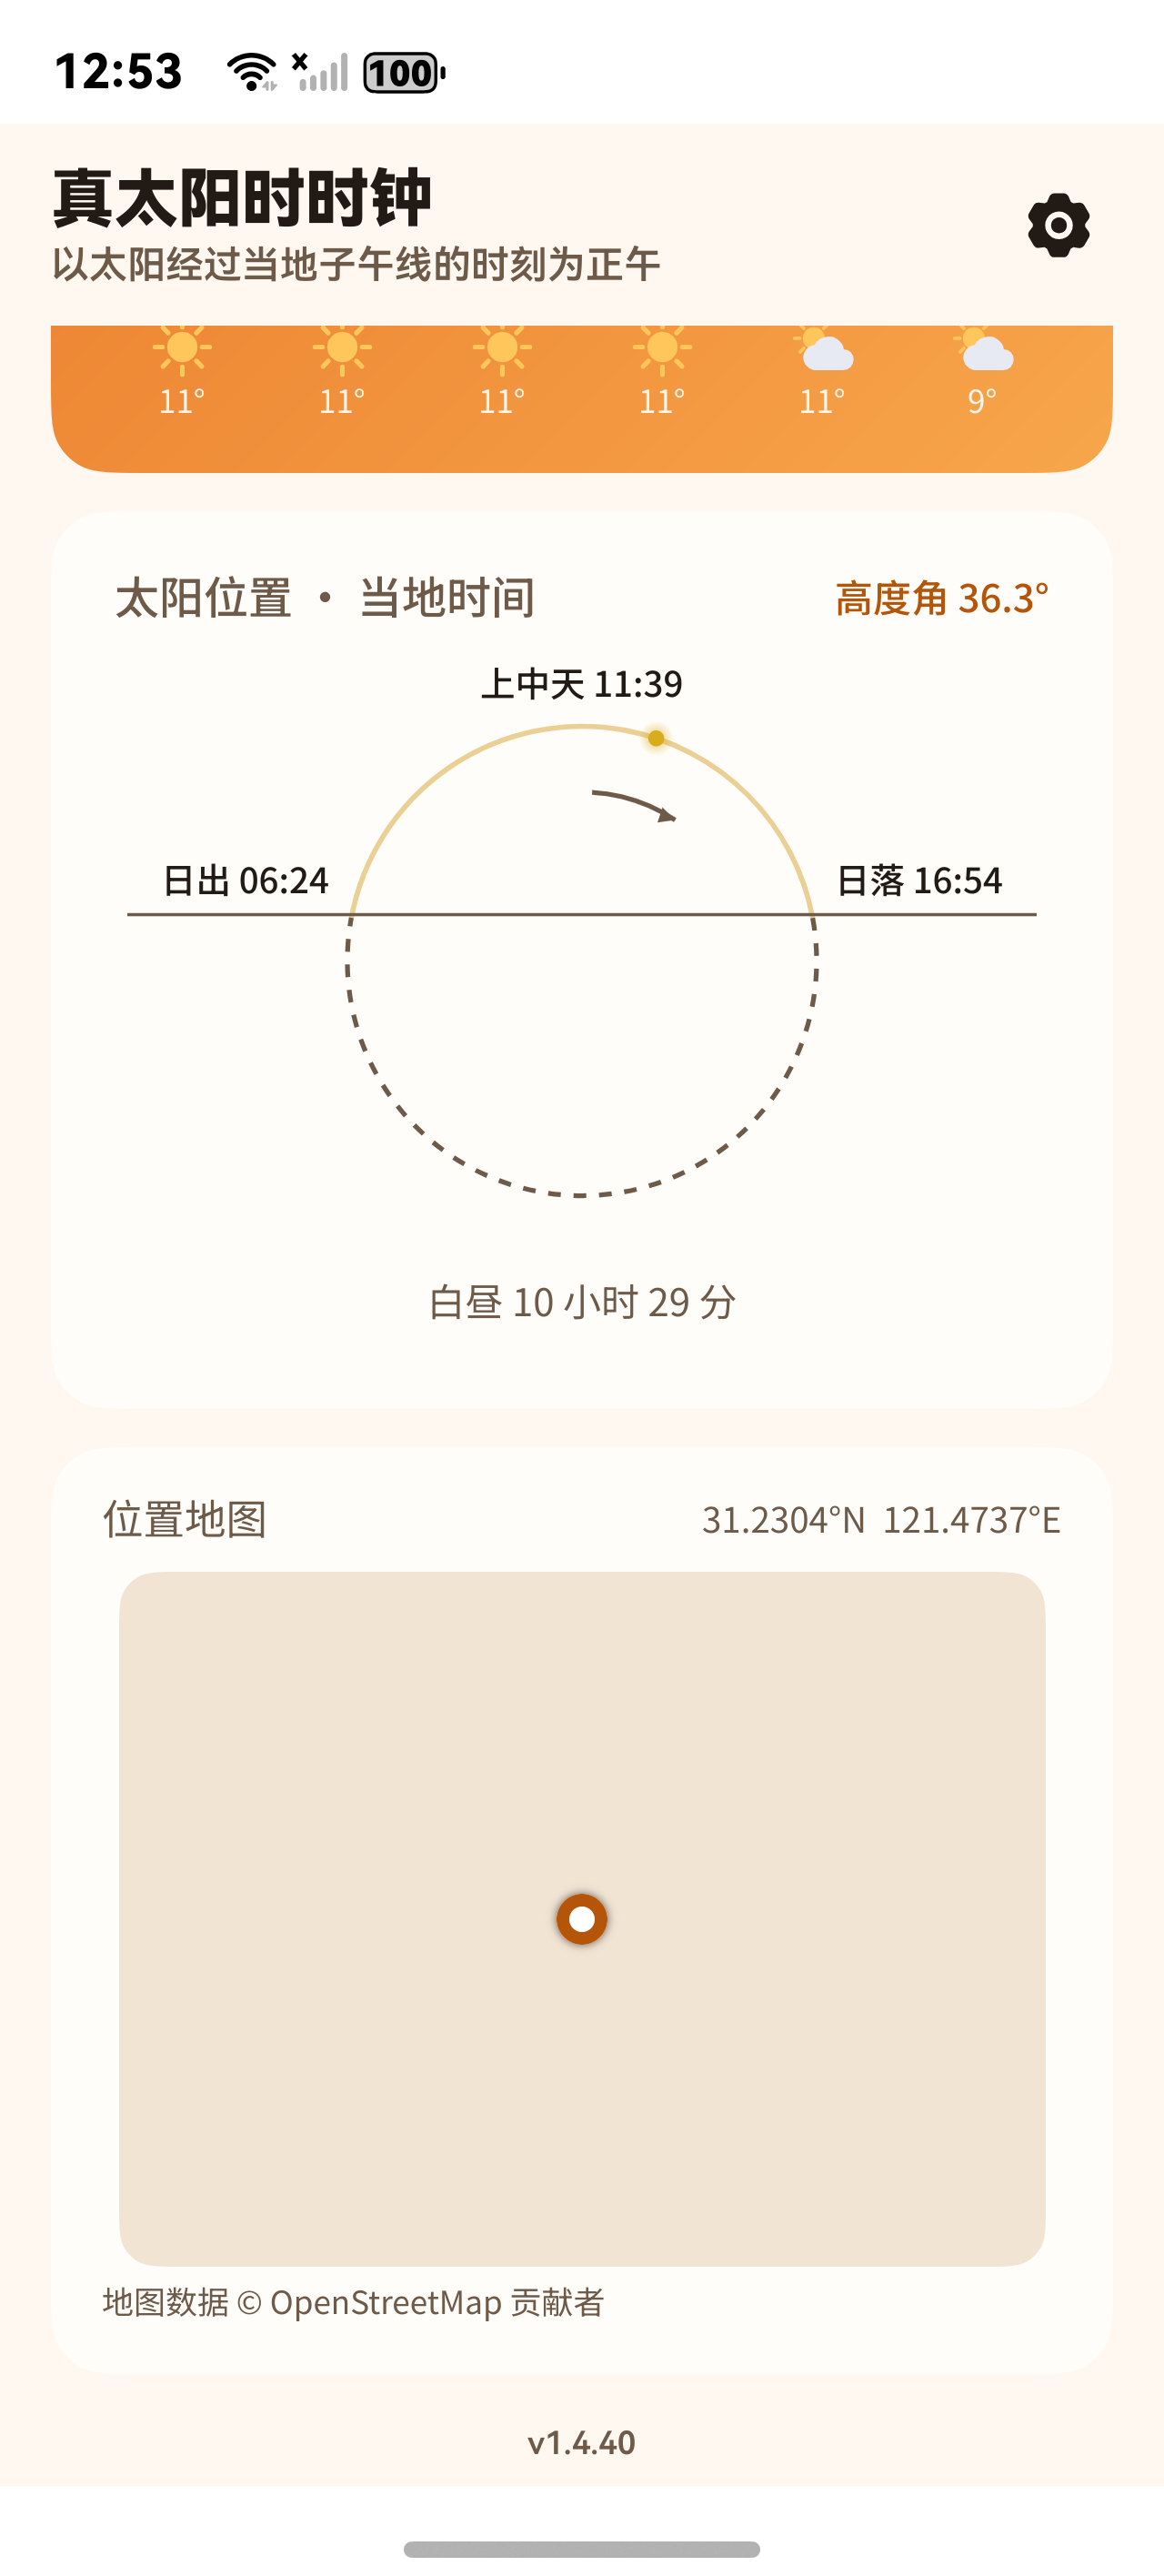 12:53
100
真太阳时时钟
以太阳经过当地子午线的时刻为正午
11° 11° 11° 11° 11° 9°
太阳位置 · 当地时间 高度角 36.3°
上中天 11:39
日出 06:24 日落 16:54
白昼 10 小时 29 分
位置地图 31.2304°N 121.4737°E
地图数据 © OpenStreetMap 贡献者
v1.4.40